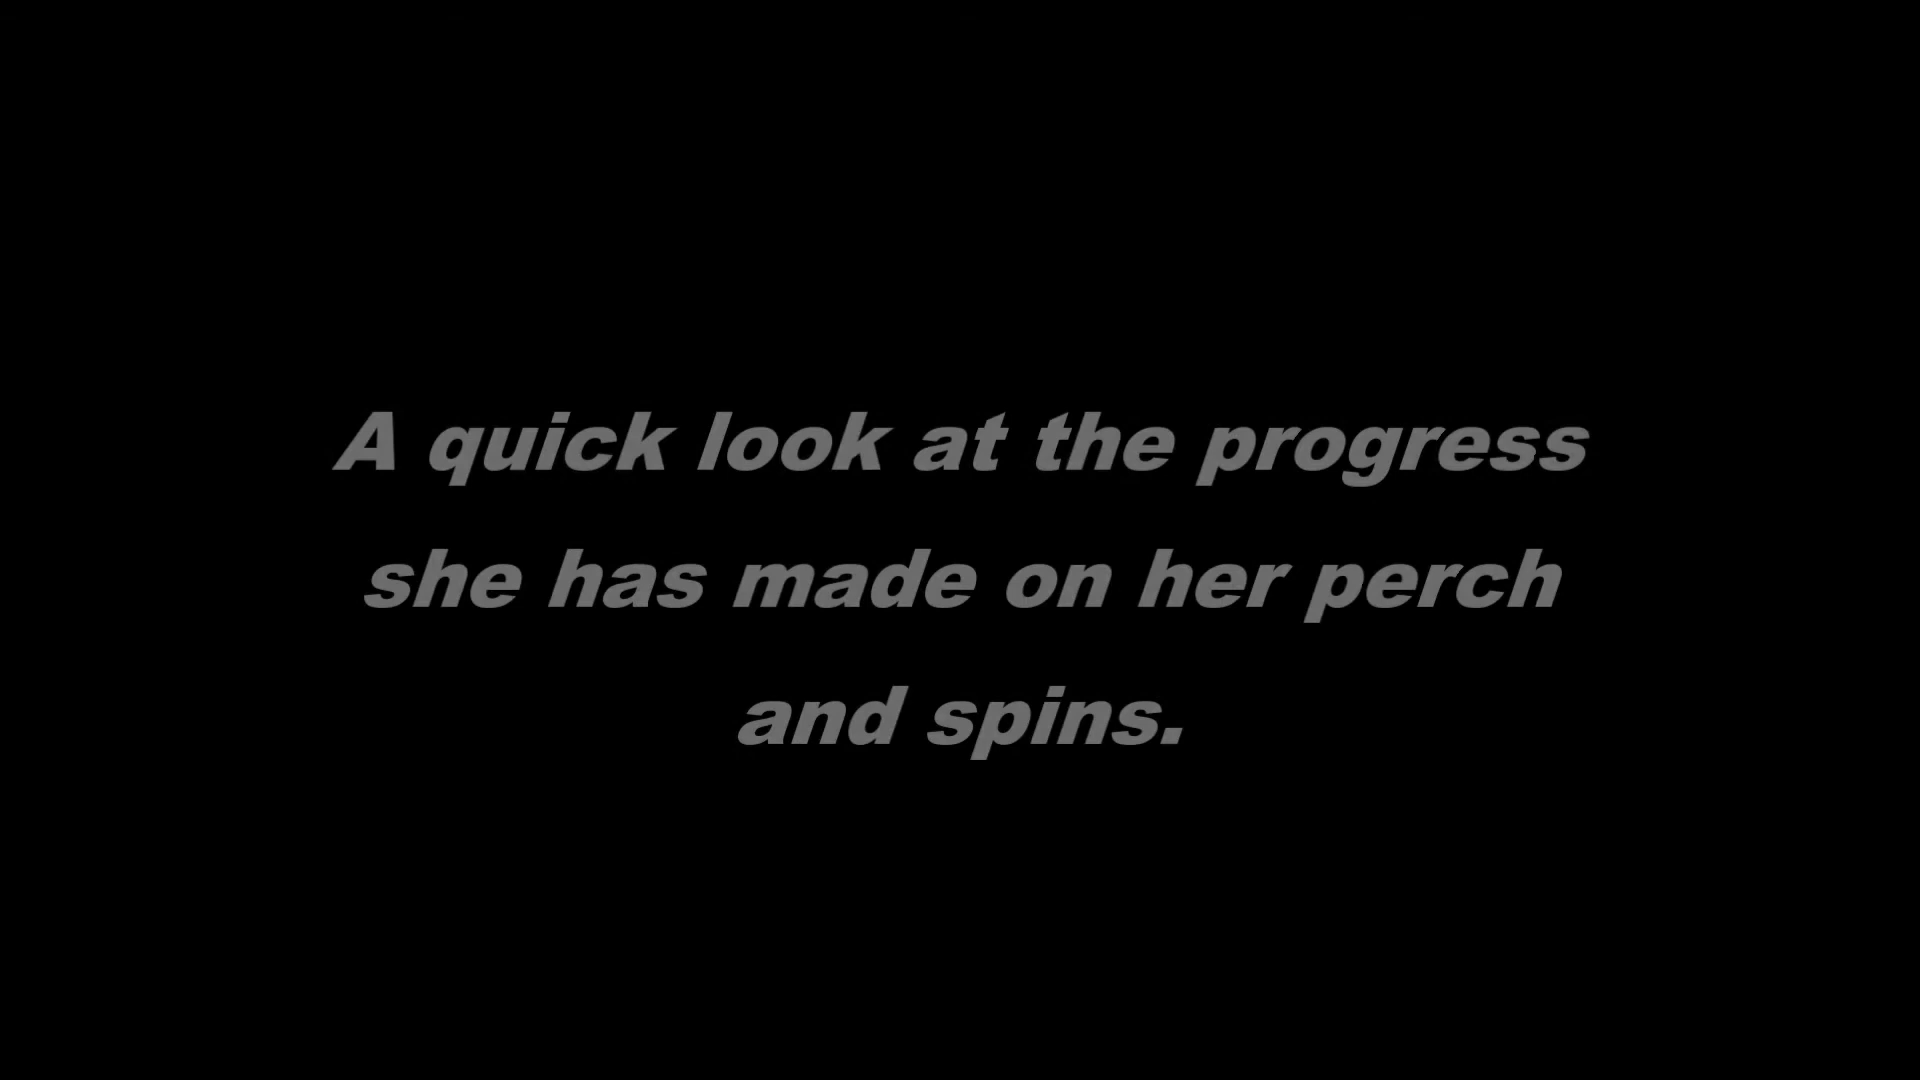 A quick look at the progress
she has made on her perch
and spins.